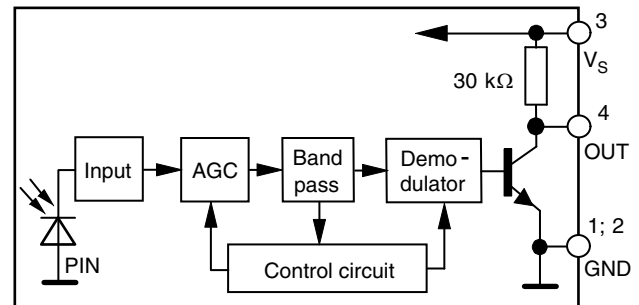 3
V_S
30 kΩ
4
OUT
Input
AGC
Band
pass
Demo-
dulator
1; 2
GND
PIN
Control circuit